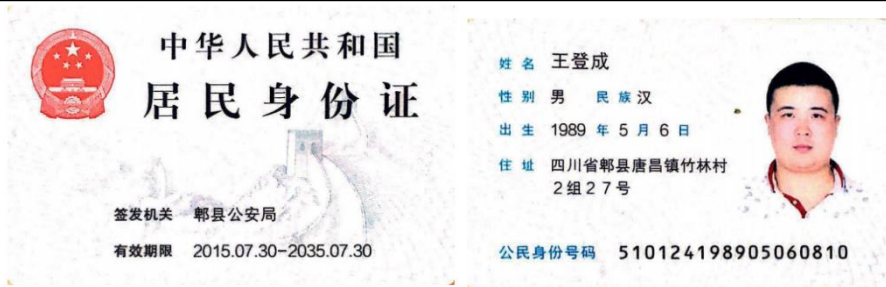 中华人民共和国
居民身份证
签发机关 郫县公安局
有效期限 2015.07.30-2035.07.30
姓名 王登成
性别 男 民族 汉
出生 1989 年 5 月 6 日
住址 四川省郫县唐昌镇竹林村
2组27号
公民身份号码 510124198905060810